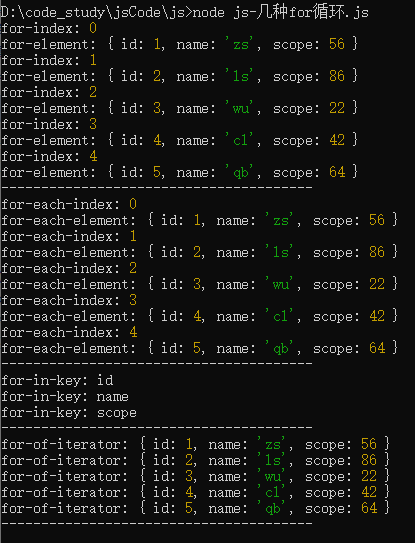 D:\code_study\jsCode\js>node js-几种for循环.js
for-index: 0
for-element: { id: 1, name: 'zs', scope: 56 }
for-index: 1
for-element: { id: 2, name: 'ls', scope: 86 }
for-index: 2
for-element: { id: 3, name: 'wu', scope: 22 }
for-index: 3
for-element: { id: 4, name: 'cl', scope: 42 }
for-index: 4
for-element: { id: 5, name: 'qb', scope: 64 }
---------------------------------------
for-each-index: 0
for-each-element: { id: 1, name: 'zs', scope: 56 }
for-each-index: 1
for-each-element: { id: 2, name: 'ls', scope: 86 }
for-each-index: 2
for-each-element: { id: 3, name: 'wu', scope: 22 }
for-each-index: 3
for-each-element: { id: 4, name: 'cl', scope: 42 }
for-each-index: 4
for-each-element: { id: 5, name: 'qb', scope: 64 }
---------------------------------------
for-in-key: id
for-in-key: name
for-in-key: scope
---------------------------------------
for-of-iterator: { id: 1, name: 'zs', scope: 56 }
for-of-iterator: { id: 2, name: 'ls', scope: 86 }
for-of-iterator: { id: 3, name: 'wu', scope: 22 }
for-of-iterator: { id: 4, name: 'cl', scope: 42 }
for-of-iterator: { id: 5, name: 'qb', scope: 64 }
---------------------------------------